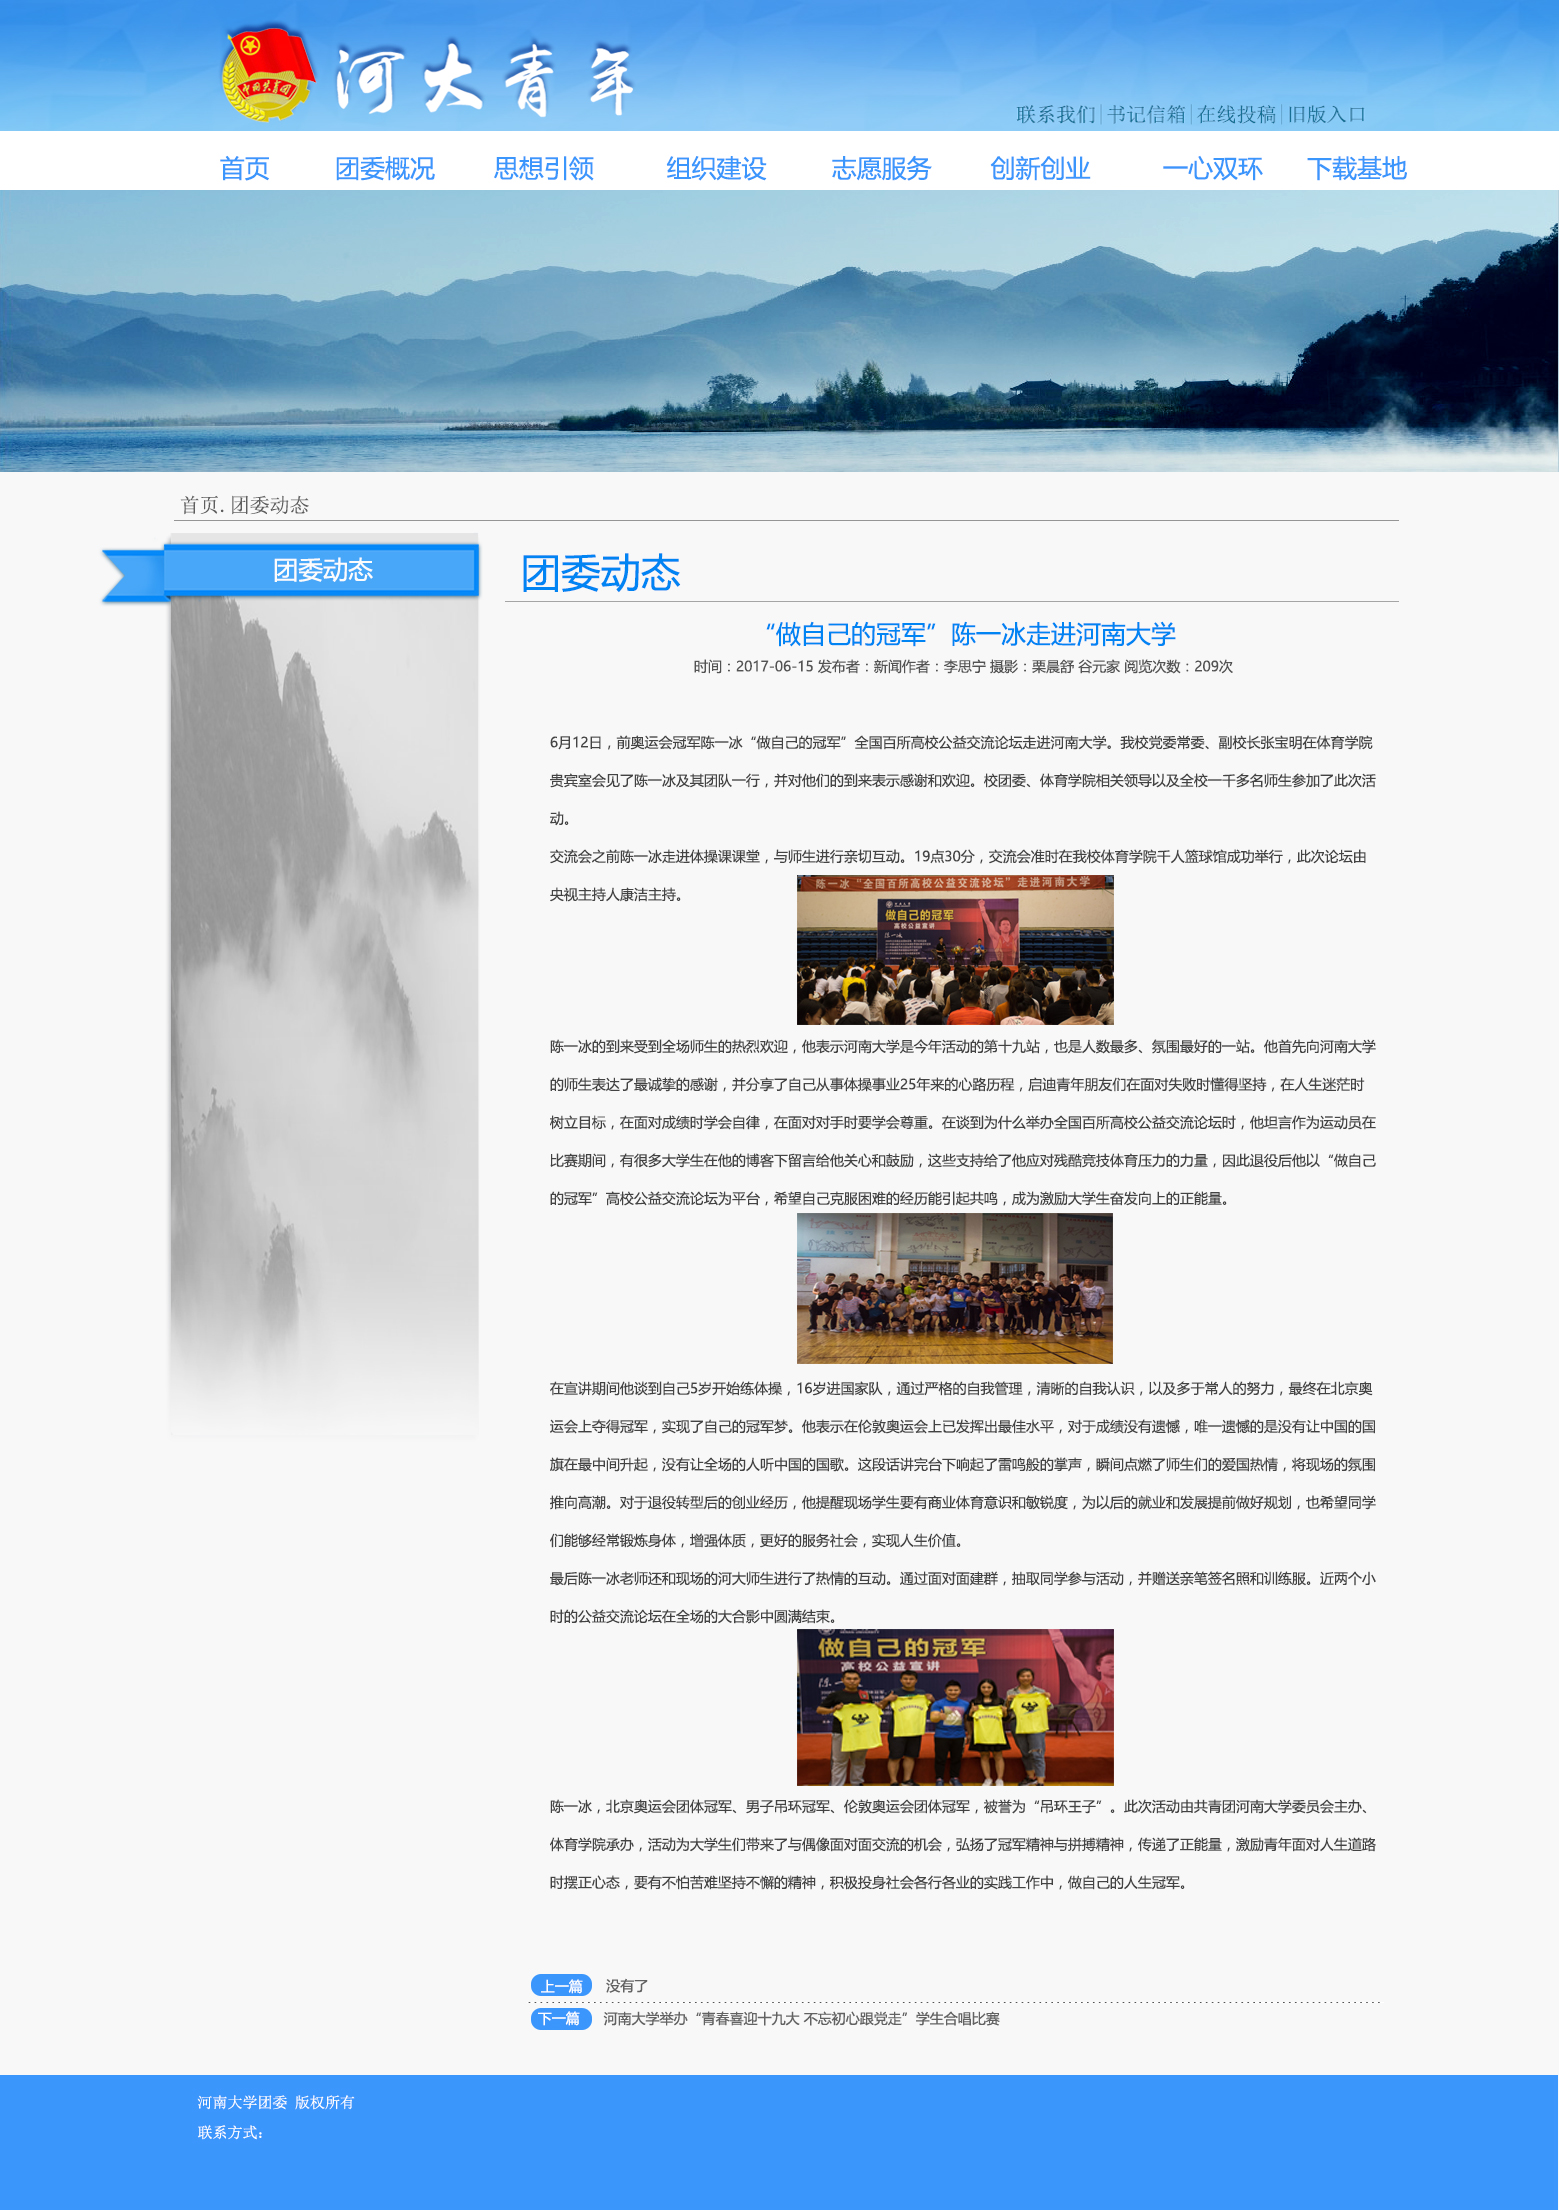 河大青年
联系我们 书记信箱 在线投稿 旧版入口
首页 团委概况 思想引领 组织建设 志愿服务 创新创业 一心双环 下载基地
首页. 团委动态
团委动态
团委动态
“做自己的冠军”陈一冰走进河南大学
时间：2017-06-15 发布者：新闻作者：李思宁 摄影：栗晨舒 谷元家 阅览次数：209次
6月12日，前奥运会冠军陈一冰“做自己的冠军”全国百所高校公益交流论坛走进河南大学。我校党委常委、副校长张宝明在体育学院
贵宾室会见了陈一冰及其团队一行，并对他们的到来表示感谢和欢迎。校团委、体育学院相关领导以及全校一千多名师生参加了此次活
动。
交流会之前陈一冰走进体操课课堂，与师生进行亲切互动。19点30分，交流会准时在我校体育学院千人篮球馆成功举行，此次论坛由
央视主持人康洁主持。
陈一冰“全国百所高校公益交流论坛”走进河南大学
做自己的冠军
高校公益宣讲
陈一冰的到来受到全场师生的热烈欢迎，他表示河南大学是今年活动的第十九站，也是人数最多、氛围最好的一站。他首先向河南大学
的师生表达了最诚挚的感谢，并分享了自己从事体操事业25年来的心路历程，启迪青年朋友们在面对失败时懂得坚持，在人生迷茫时
树立目标，在面对成绩时学会自律，在面对对手时要学会尊重。在谈到为什么举办全国百所高校公益交流论坛时，他坦言作为运动员在
比赛期间，有很多大学生在他的博客下留言给他关心和鼓励，这些支持给了他应对残酷竞技体育压力的力量，因此退役后他以“做自己
的冠军”高校公益交流论坛为平台，希望自己克服困难的经历能引起共鸣，成为激励大学生奋发向上的正能量。
在宣讲期间他谈到自己5岁开始练体操，16岁进国家队，通过严格的自我管理，清晰的自我认识，以及多于常人的努力，最终在北京奥
运会上夺得冠军，实现了自己的冠军梦。他表示在伦敦奥运会上已发挥出最佳水平，对于成绩没有遗憾，唯一遗憾的是没有让中国的国
旗在最中间升起，没有让全场的人听中国的国歌。这段话讲完台下响起了雷鸣般的掌声，瞬间点燃了师生们的爱国热情，将现场的氛围
推向高潮。对于退役转型后的创业经历，他提醒现场学生要有商业体育意识和敏锐度，为以后的就业和发展提前做好规划，也希望同学
们能够经常锻炼身体，增强体质，更好的服务社会，实现人生价值。
最后陈一冰老师还和现场的河大师生进行了热情的互动。通过面对面建群，抽取同学参与活动，并赠送亲笔签名照和训练服。近两个小
时的公益交流论坛在全场的大合影中圆满结束。
做自己的冠军
高校公益宣讲
陈一冰，北京奥运会团体冠军、男子吊环冠军、伦敦奥运会团体冠军，被誉为“吊环王子”。此次活动由共青团河南大学委员会主办、
体育学院承办，活动为大学生们带来了与偶像面对面交流的机会，弘扬了冠军精神与拼搏精神，传递了正能量，激励青年面对人生道路
时摆正心态，要有不怕苦难坚持不懈的精神，积极投身社会各行各业的实践工作中，做自己的人生冠军。
上一篇 没有了
下一篇 河南大学举办“青春喜迎十九大 不忘初心跟党走”学生合唱比赛
河南大学团委 版权所有
联系方式: